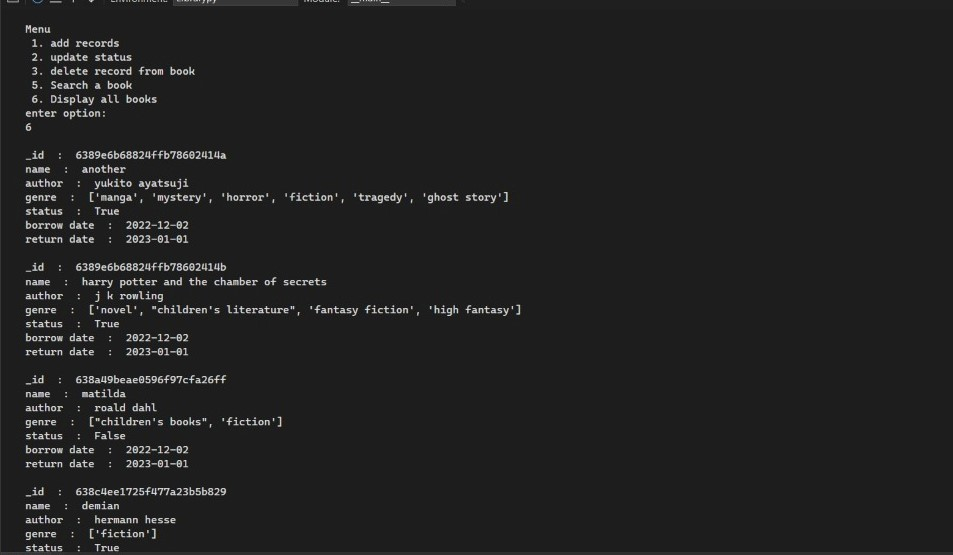 Environment:
Module: __main__
Menu
1. add records
2. update status
3. delete record from book
5. Search a book
6. Display all books
enter option:
6
_id : 6389e6b68824ffb78602414a
name : another
author : yukito ayatsuji
genre : ['manga', 'mystery', 'horror', 'fiction', 'tragedy', 'ghost story']
status : True
borrow date : 2022-12-02
return date : 2023-01-01
_id : 6389e6b68824ffb78602414b
name : harry potter and the chamber of secrets
author : j k rowling
genre : ['novel', "children's literature", 'fantasy fiction', 'high fantasy']
status : True
borrow date : 2022-12-02
return date : 2023-01-01
_id : 638a49beae0596f97cfa26ff
name : matilda
author : roald dahl
genre : ["children's books", 'fiction']
status : False
borrow date : 2022-12-02
return date : 2023-01-01
_id : 638c4ee1725f477a23b5b829
name : demian
author : hermann hesse
genre : ['fiction']
status : True